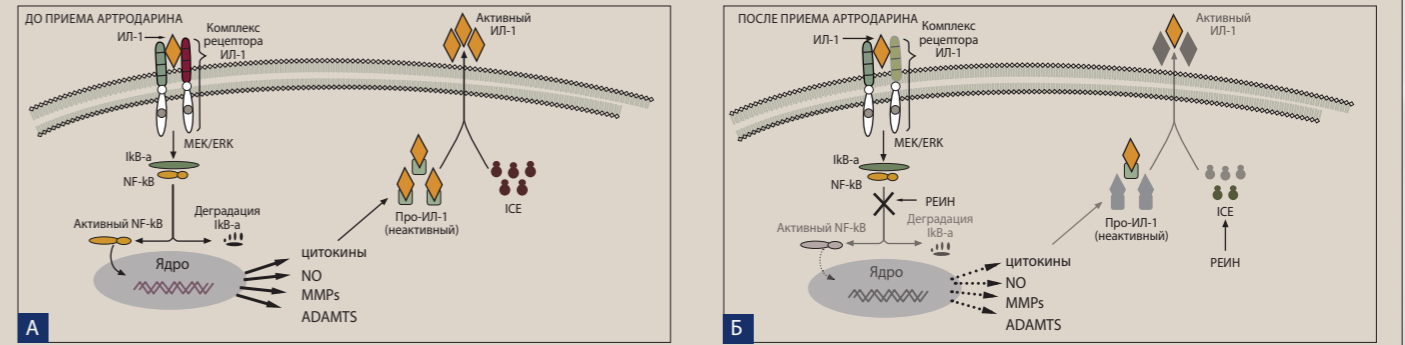 ДО ПРИЕМА АРТРОДАРИНА
ИЛ-1
Комплекс
рецептора
ИЛ-1
Активный
ИЛ-1
MEK/ERK
IkB-a
NF-kB
Активный NF-kB
Деградация
IkB-a
Ядро
цитокины
NO
MMPs
ADAMTS
Про-ИЛ-1
(неактивный)
ICE
А
ПОСЛЕ ПРИЕМА АРТРОДАРИНА
ИЛ-1
Комплекс
рецептора
ИЛ-1
Активный
ИЛ-1
MEK/ERK
IkB-a
NF-kB
РЕИН
Активный NF-kB
Деградация
IkB-a
Ядро
цитокины
NO
MMPs
ADAMTS
Про-ИЛ-1
(неактивный)
ICE
РЕИН
Б